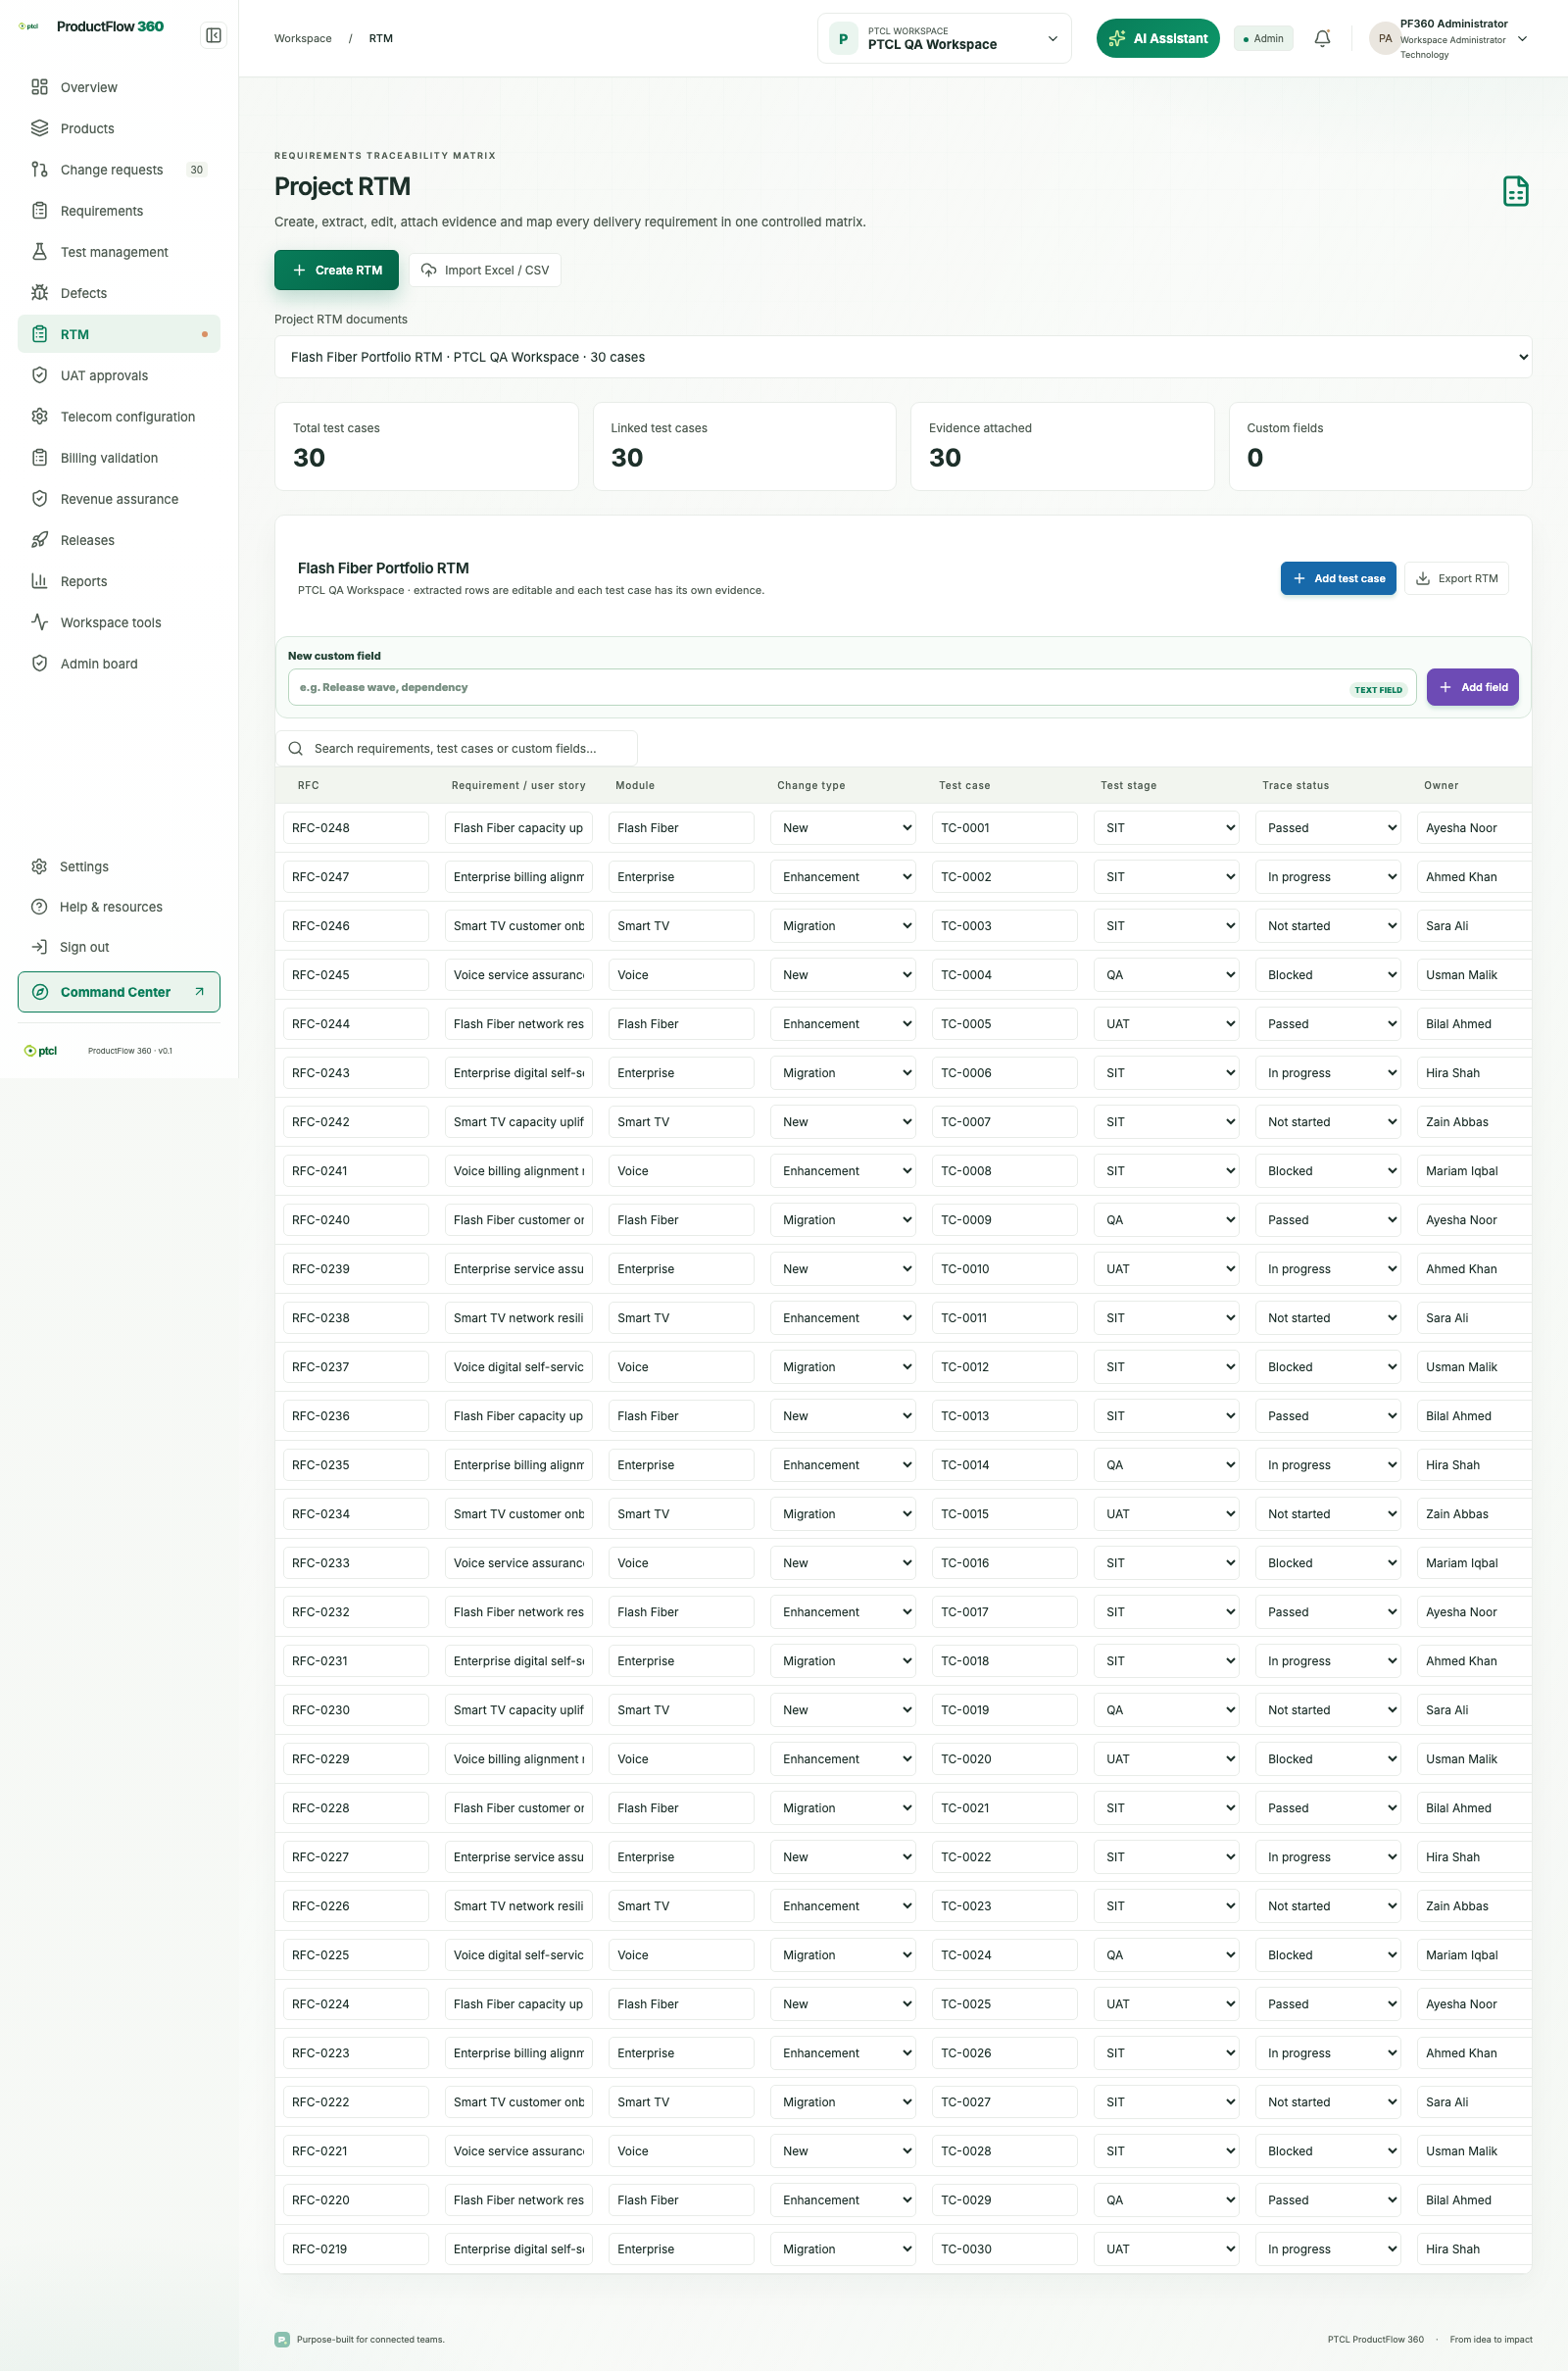 ptcl ProductFlow 360
Overview
Products
Change requests 30
Requirements
Test management
Defects
RTM
UAT approvals
Telecom configuration
Billing validation
Revenue assurance
Releases
Reports
Workspace tools
Admin board
Settings
Help & resources
Sign out
Command Center
ptcl ProductFlow 360 · v0.1
Workspace / RTM
P PTCL WORKSPACE
PTCL QA Workspace
AI Assistant
Admin
PA PF360 Administrator
Workspace Administrator
Technology
REQUIREMENTS TRACEABILITY MATRIX
Project RTM
Create, extract, edit, attach evidence and map every delivery requirement in one controlled matrix.
Create RTM Import Excel / CSV
Project RTM documents
Flash Fiber Portfolio RTM · PTCL QA Workspace · 30 cases
Total test cases Linked test cases Evidence attached Custom fields
30 30 30 0
Flash Fiber Portfolio RTM
PTCL QA Workspace · extracted rows are editable and each test case has its own evidence.
Add test case Export RTM
New custom field
e.g. Release wave, dependency TEXT FIELD Add field
Search requirements, test cases or custom fields...
RFC Requirement / user story Module Change type Test case Test stage Trace status Owner
RFC-0248 Flash Fiber capacity up Flash Fiber New TC-0001 SIT Passed Ayesha Noor
RFC-0247 Enterprise billing alignm Enterprise Enhancement TC-0002 SIT In progress Ahmed Khan
RFC-0246 Smart TV customer onb Smart TV Migration TC-0003 SIT Not started Sara Ali
RFC-0245 Voice service assuranc Voice New TC-0004 QA Blocked Usman Malik
RFC-0244 Flash Fiber network res Flash Fiber Enhancement TC-0005 UAT Passed Bilal Ahmed
RFC-0243 Enterprise digital self-s Enterprise Migration TC-0006 SIT In progress Hira Shah
RFC-0242 Smart TV capacity uplif Smart TV New TC-0007 SIT Not started Zain Abbas
RFC-0241 Voice billing alignment Voice Enhancement TC-0008 SIT Blocked Mariam Iqbal
RFC-0240 Flash Fiber customer or Flash Fiber Migration TC-0009 QA Passed Ayesha Noor
RFC-0239 Enterprise service assu Enterprise New TC-0010 UAT In progress Ahmed Khan
RFC-0238 Smart TV network resili Smart TV Enhancement TC-0011 SIT Not started Sara Ali
RFC-0237 Voice digital self-servic Voice Migration TC-0012 SIT Blocked Usman Malik
RFC-0236 Flash Fiber capacity up Flash Fiber New TC-0013 SIT Passed Bilal Ahmed
RFC-0235 Enterprise billing alignm Enterprise Enhancement TC-0014 QA In progress Hira Shah
RFC-0234 Smart TV customer onb Smart TV Migration TC-0015 UAT Not started Zain Abbas
RFC-0233 Voice service assuranc Voice New TC-0016 SIT Blocked Mariam Iqbal
RFC-0232 Flash Fiber network res Flash Fiber Enhancement TC-0017 SIT Passed Ayesha Noor
RFC-0231 Enterprise digital self-s Enterprise Migration TC-0018 SIT In progress Ahmed Khan
RFC-0230 Smart TV capacity uplif Smart TV New TC-0019 QA Not started Sara Ali
RFC-0229 Voice billing alignment Voice Enhancement TC-0020 UAT Blocked Usman Malik
RFC-0228 Flash Fiber customer or Flash Fiber Migration TC-0021 SIT Passed Bilal Ahmed
RFC-0227 Enterprise service assu Enterprise New TC-0022 SIT In progress Hira Shah
RFC-0226 Smart TV network resili Smart TV Enhancement TC-0023 SIT Not started Zain Abbas
RFC-0225 Voice digital self-servic Voice Migration TC-0024 QA Blocked Mariam Iqbal
RFC-0224 Flash Fiber capacity up Flash Fiber New TC-0025 UAT Passed Ayesha Noor
RFC-0223 Enterprise billing alignm Enterprise Enhancement TC-0026 SIT In progress Ahmed Khan
RFC-0222 Smart TV customer onb Smart TV Migration TC-0027 SIT Not started Sara Ali
RFC-0221 Voice service assuranc Voice New TC-0028 SIT Blocked Usman Malik
RFC-0220 Flash Fiber network res Flash Fiber Enhancement TC-0029 QA Passed Bilal Ahmed
RFC-0219 Enterprise digital self-s Enterprise Migration TC-0030 UAT In progress Hira Shah
P. Purpose-built for connected teams.
PTCL ProductFlow 360 · From idea to impact